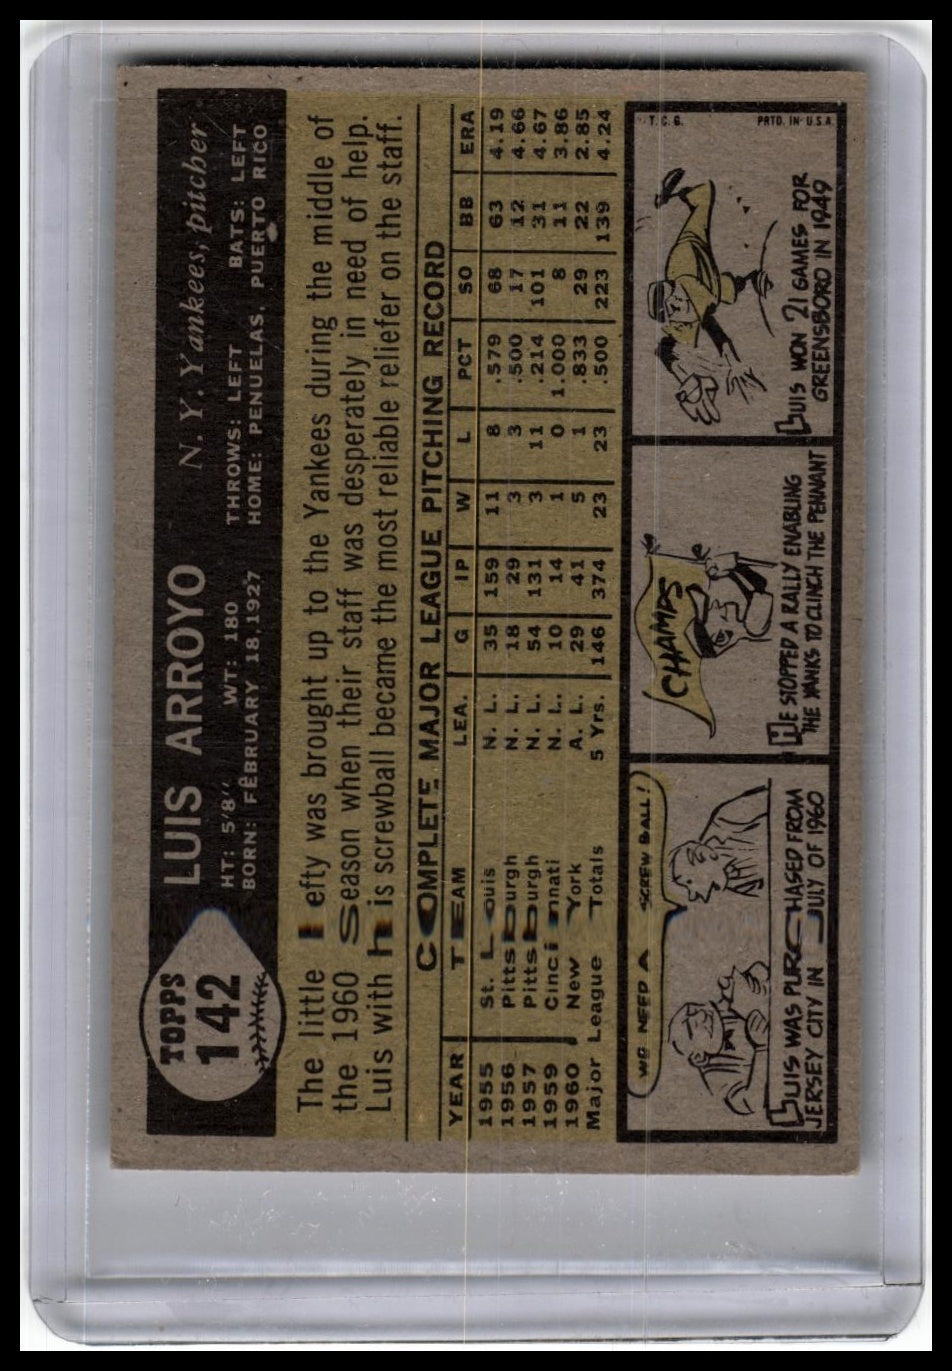 TOPPS
142
LUIS ARROYO N. Y. Yankees, pitcher
HT: 5'8" WT: 180 THROWS: LEFT BATS: LEFT
BORN: FEBRUARY 18, 1927 HOME: PENUELAS, PUERTO RICO
The little lefty was brought up to the Yankees during the middle of
the 1960 season when their staff was desperately in need of help.
Luis with his screwball became the most reliable reliefer on the staff.
COMPLETE MAJOR LEAGUE PITCHING RECORD
YEAR TEAM LEA. G IP W L PCT SO BB ERA
1955 St. Louis N. L. 35 159 11 8 .579 68 63 4.19
1956 Pittsburgh N. L. 18 29 3 3 .500 17 12 4.66
1957 Pittsburgh N. L. 54 131 3 11 .214 101 31 4.67
1959 Cincinnati N. L. 10 14 1 0 1.000 8 11 3.86
1960 New York A. L. 29 41 5 1 .833 29 22 2.85
Major League Totals 5 Yrs. 146 374 23 23 .500 223 139 4.24
WE NEED A SCREW BALL!
LUIS WAS PURCHASED FROM
JERSEY CITY IN JULY OF 1960
CHAMPS
HE STOPPED A RALLY ENABLING
THE YANKS TO CLINCH THE PENNANT
T. C. G. PRTD. IN U.S.A
LUIS WON 21 GAMES FOR
GREENSBORO IN 1949